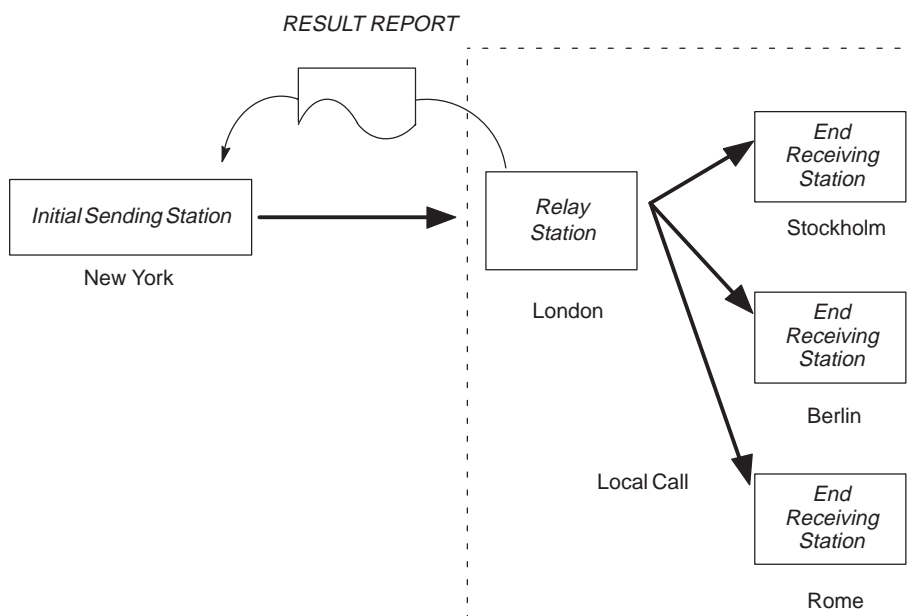 RESULT REPORT
Initial Sending Station
New York
Relay
Station
London
End
Receiving
Station
Stockholm
End
Receiving
Station
Berlin
Local Call
End
Receiving
Station
Rome